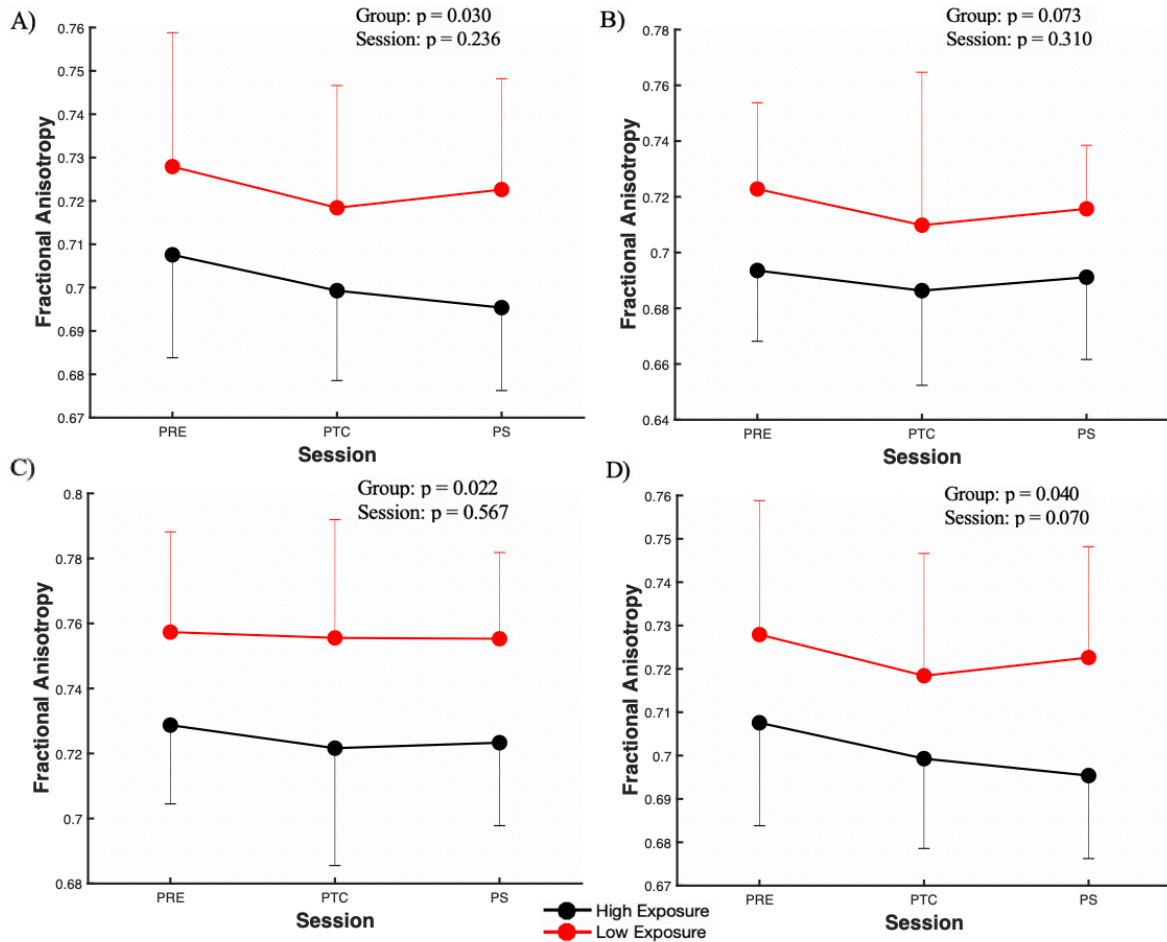 A)
Group: p = 0.030
Session: p = 0.236
0.76
0.75
0.74
0.73
0.72
0.71
0.7
0.69
0.68
0.67
Fractional Anisotropy
PRE
PTC
PS
Session
B)
Group: p = 0.073
Session: p = 0.310
0.78
0.76
0.74
0.72
0.7
0.68
0.66
0.64
Fractional Anisotropy
PRE
PTC
PS
Session
C)
Group: p = 0.022
Session: p = 0.567
0.8
0.78
0.76
0.74
0.72
0.7
0.68
Fractional Anisotropy
PRE
PTC
PS
Session
D)
Group: p = 0.040
Session: p = 0.070
0.76
0.75
0.74
0.73
0.72
0.71
0.7
0.69
0.68
0.67
Fractional Anisotropy
PRE
PTC
PS
Session
High Exposure
Low Exposure